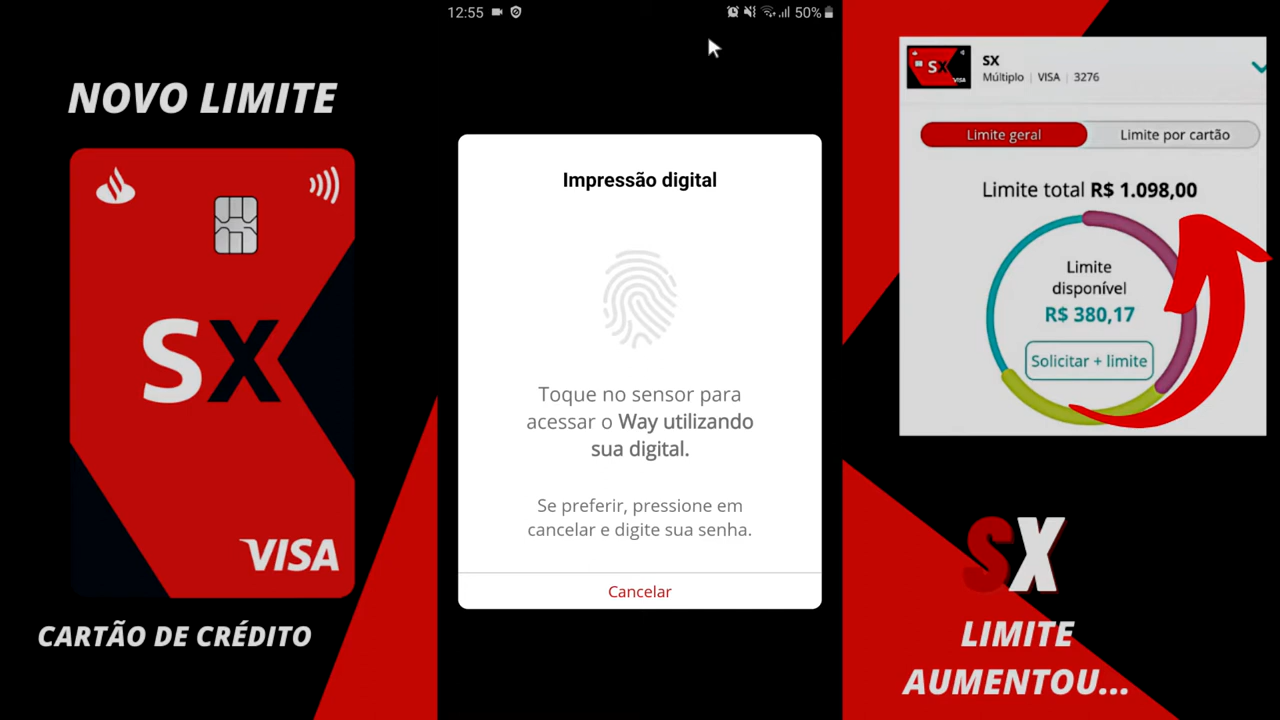 NOVO LIMITE
SX
VISA
CARTÃO DE CRÉDITO
12:55
50%
Impressão digital
Toque no sensor para
acessar o Way utilizando
sua digital.
Se preferir, pressione em
cancelar e digite sua senha.
Cancelar
SX
VISA
SX
Múltiplo | VISA | 3276
Limite geral
Limite por cartão
Limite total R$ 1.098,00
Limite
disponível
R$ 380,17
Solicitar + limite
SX
LIMITE
AUMENTOU...